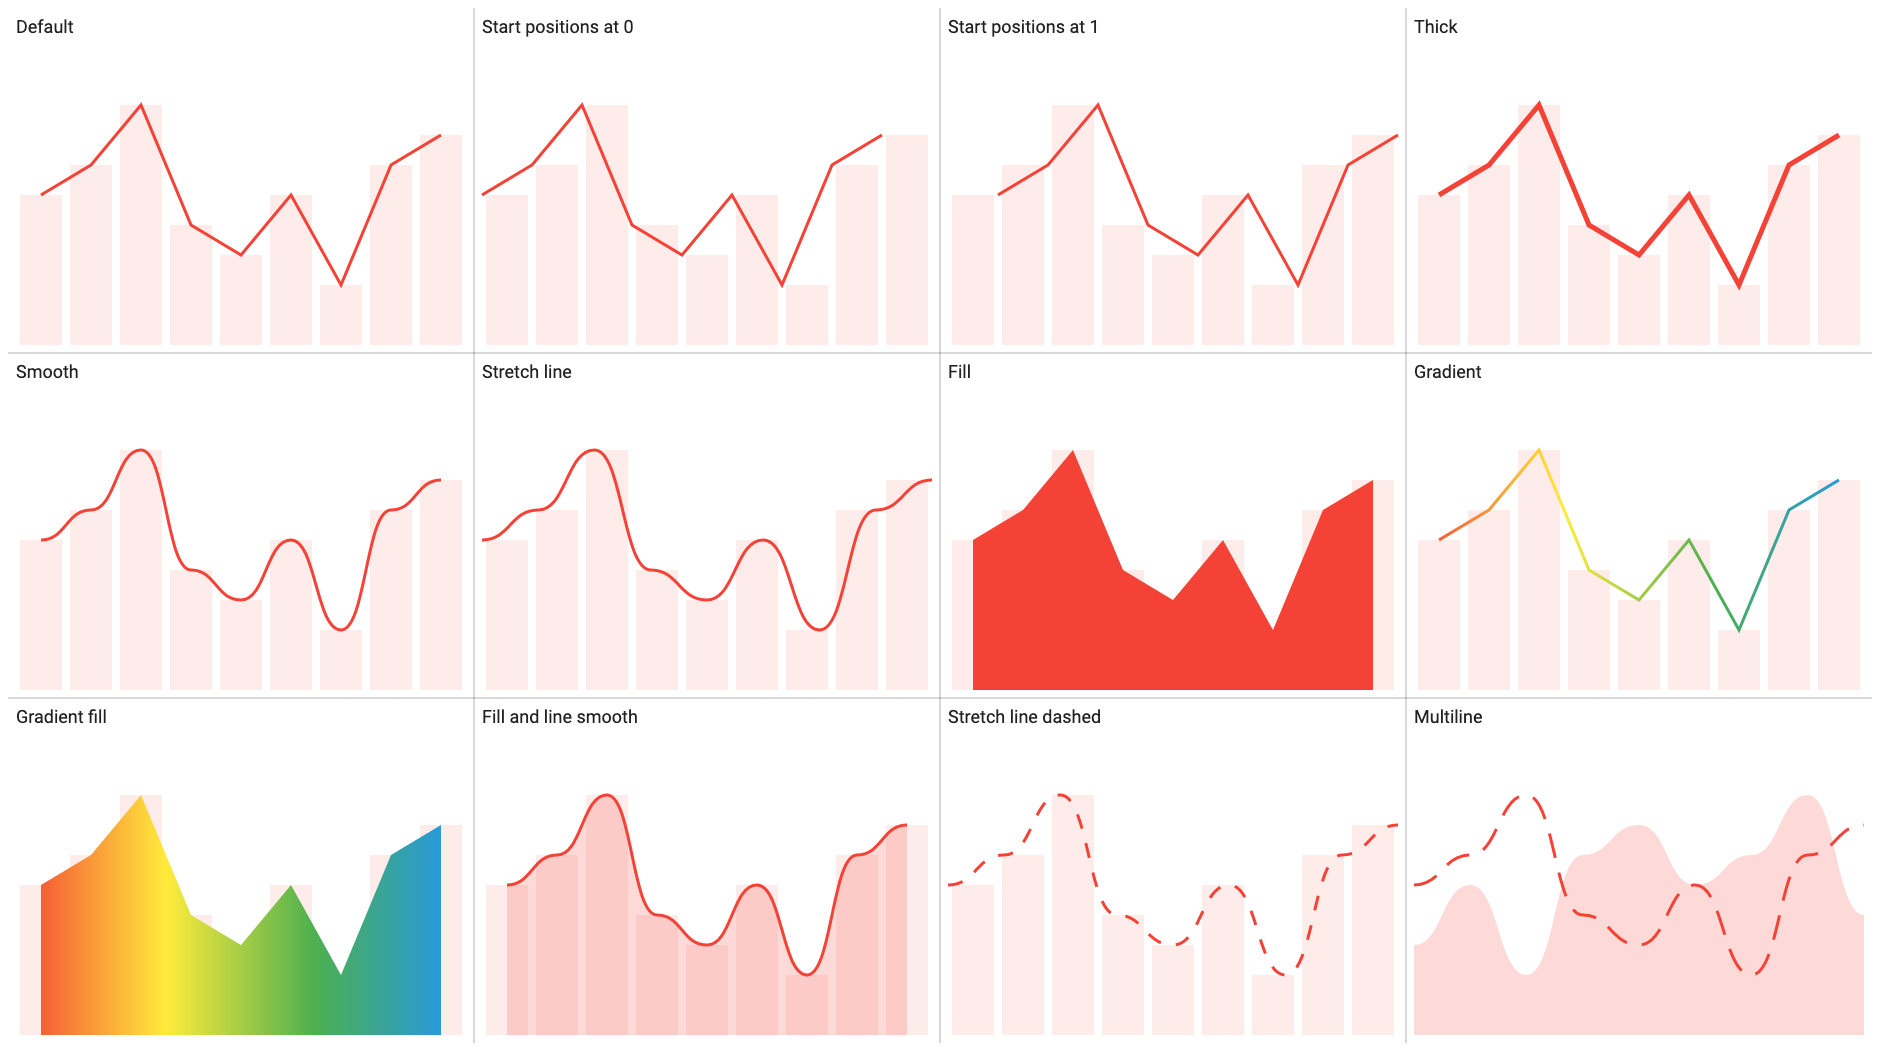 Default
Start positions at 0
Start positions at 1
Thick
Smooth
Stretch line
Fill
Gradient
Gradient fill
Fill and line smooth
Stretch line dashed
Multiline